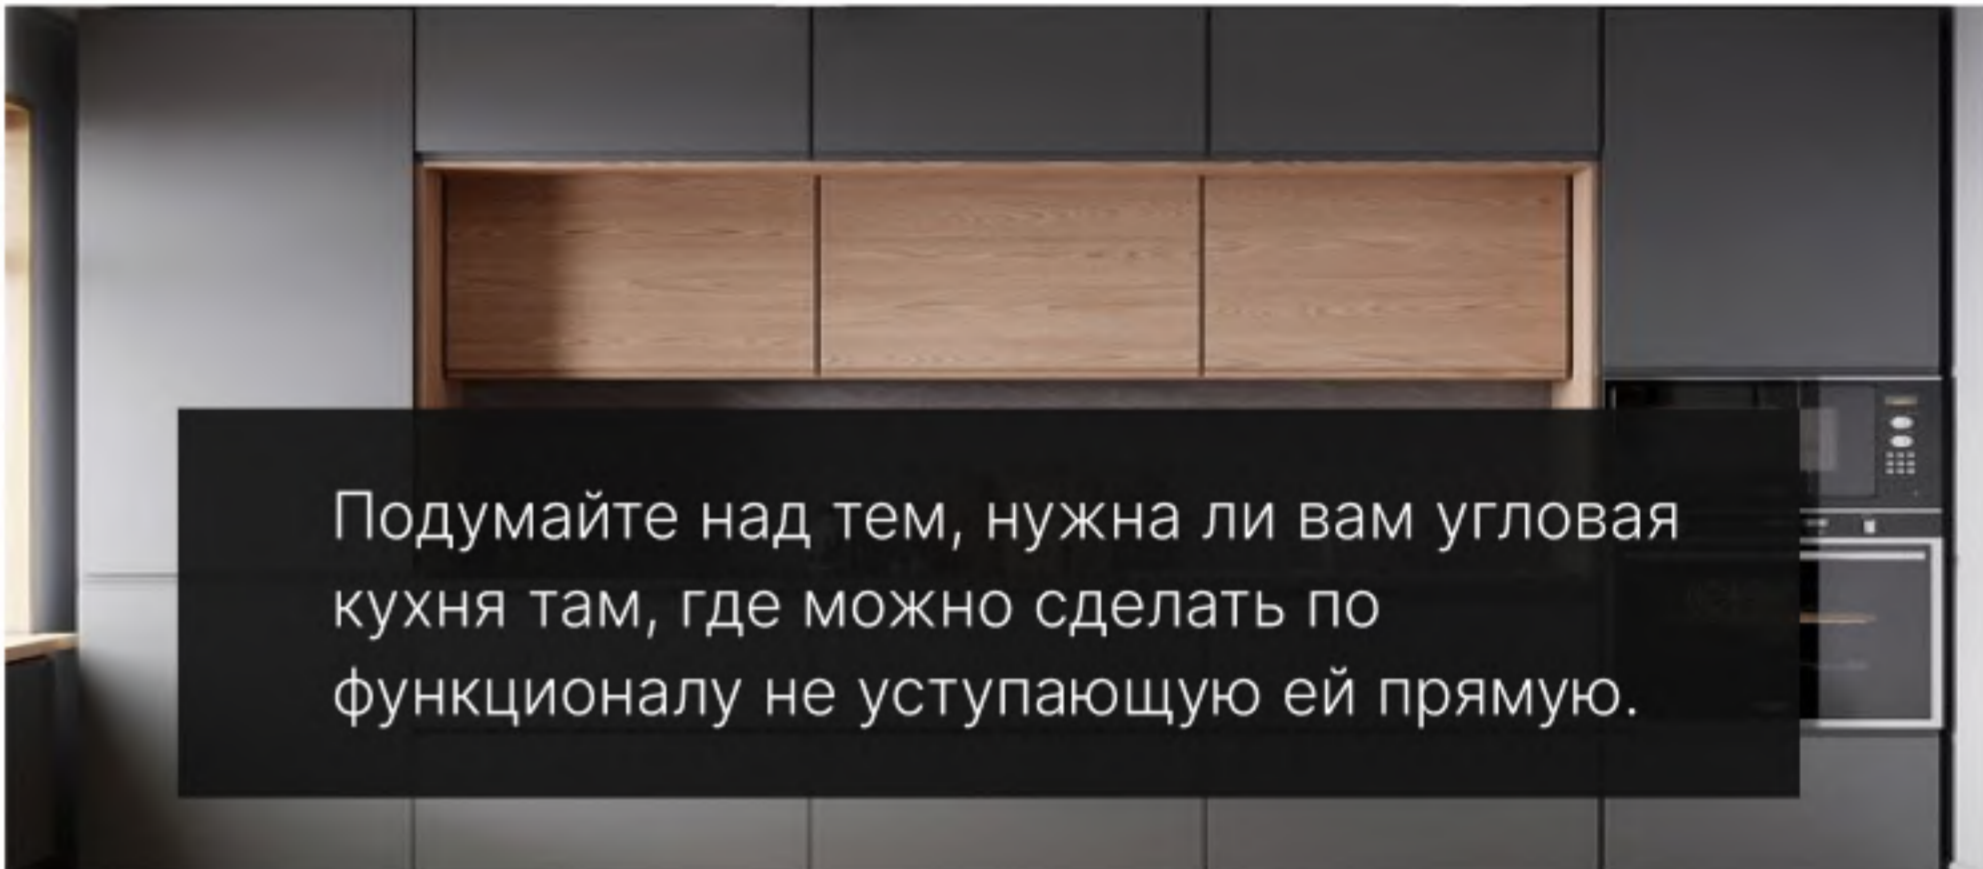 Подумайте над тем, нужна ли вам угловая
кухня там, где можно сделать по
функционалу не уступающую ей прямую.